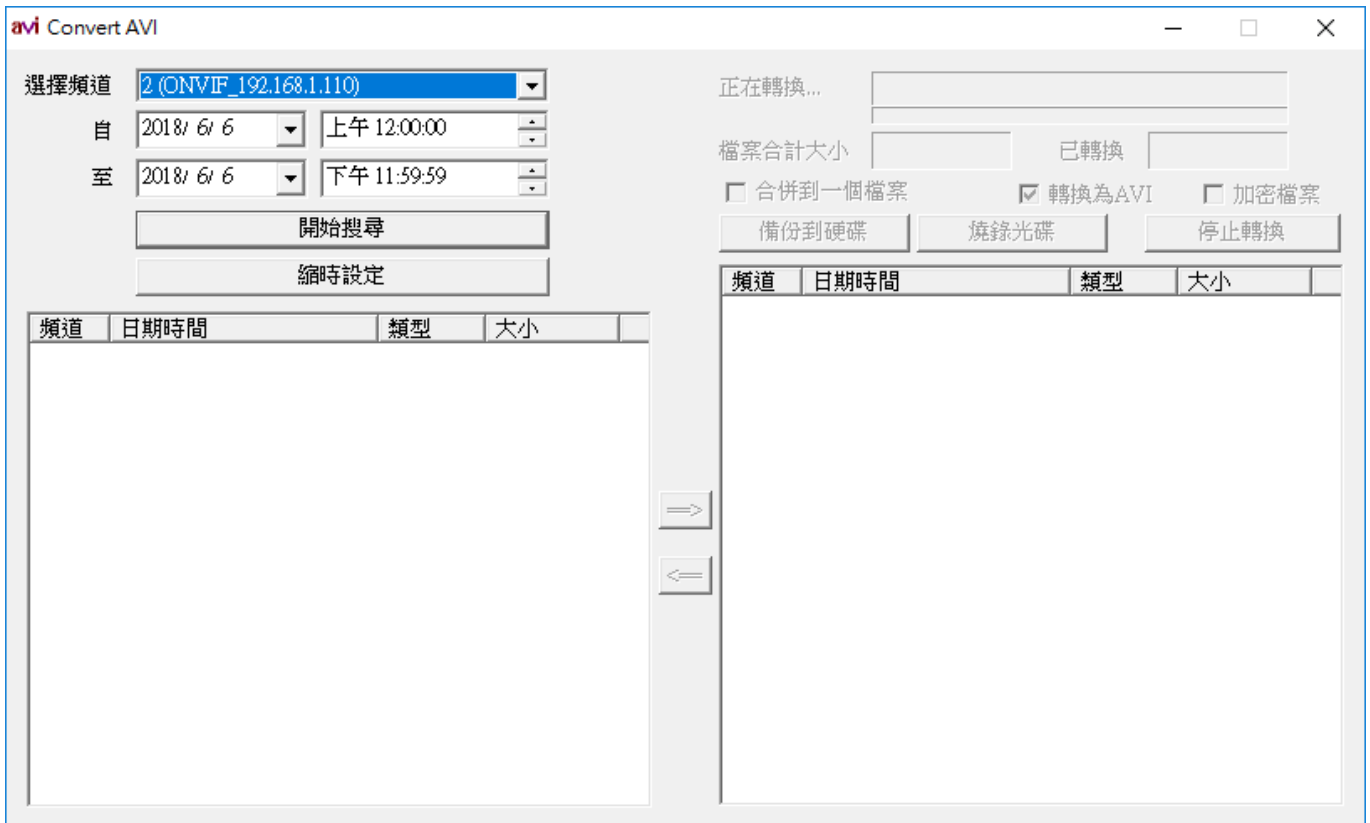 avi Convert AVI
選擇頻道 2 (ONVIF_192.168.1.110)
自 2018/ 6/ 6 上午 12:00:00
至 2018/ 6/ 6 下午 11:59:59
開始搜尋
縮時設定
頻道 日期時間 類型 大小
==>
<==
正在轉換...
檔案合計大小 已轉換
合併到一個檔案 轉換為AVI 加密檔案
備份到硬碟 燒錄光碟 停止轉換
頻道 日期時間 類型 大小